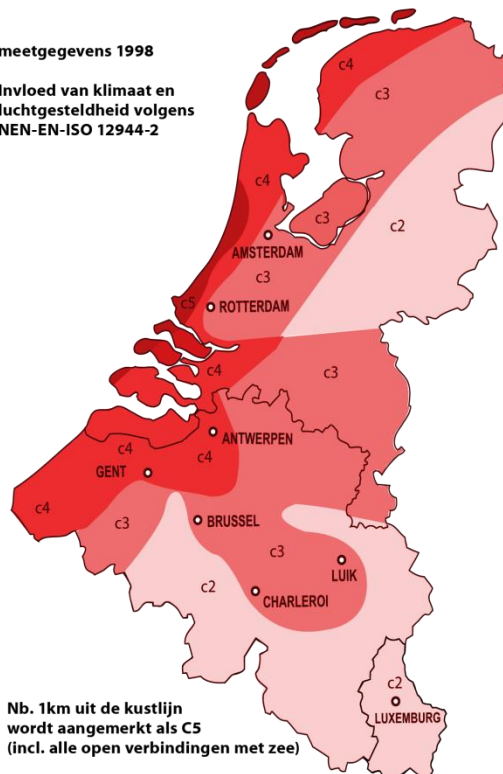 meetgegevens 1998
Invloed van klimaat en
luchtgesteldheid volgens
NEN-EN-ISO 12944-2
c4
c3
c4
c3
c2
AMSTERDAM
c3
c5
ROTTERDAM
c4
c3
ANTWERPEN
c4
c4
GENT
c4
BRUSSEL
c3
c3
LUIK
c2
CHARLEROI
c2
LUXEMBURG
Nb. 1km uit de kustlijn
wordt aangemerkt als C5
(incl. alle open verbindingen met zee)